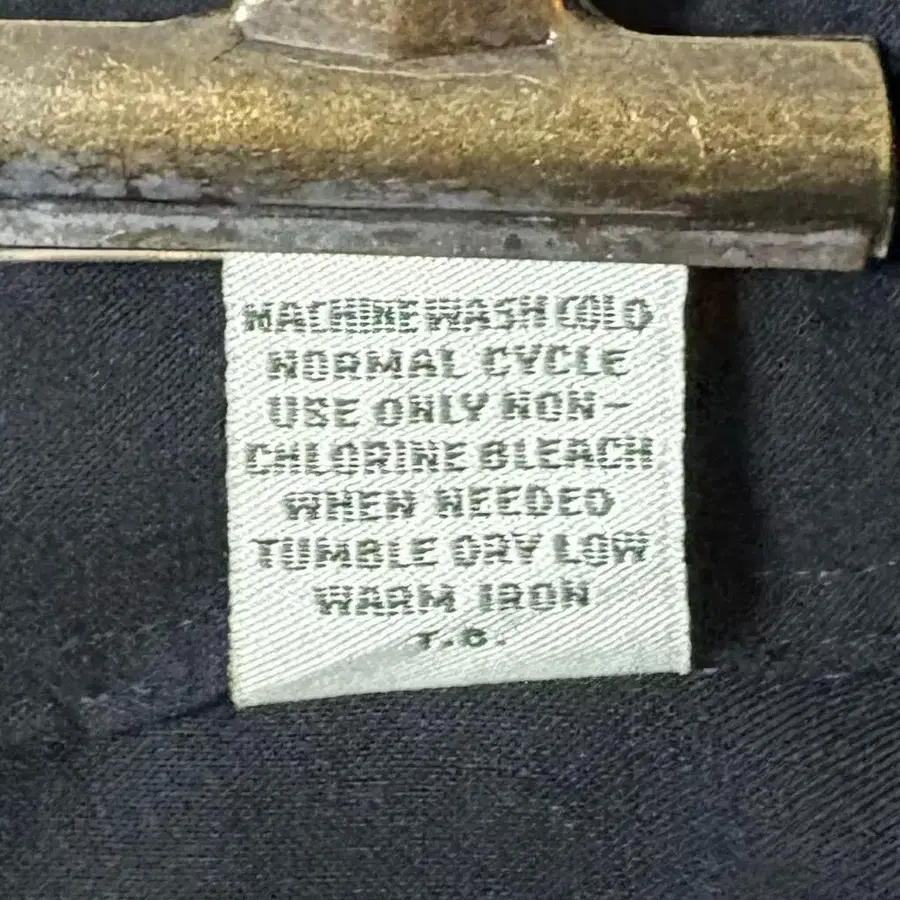 MACHINE WASH COLD
NORMAL CYCLE
USE ONLY NON-
CHLORINE BLEACH
WHEN NEEDED
TUMBLE DRY LOW
WARM IRON
T.B.